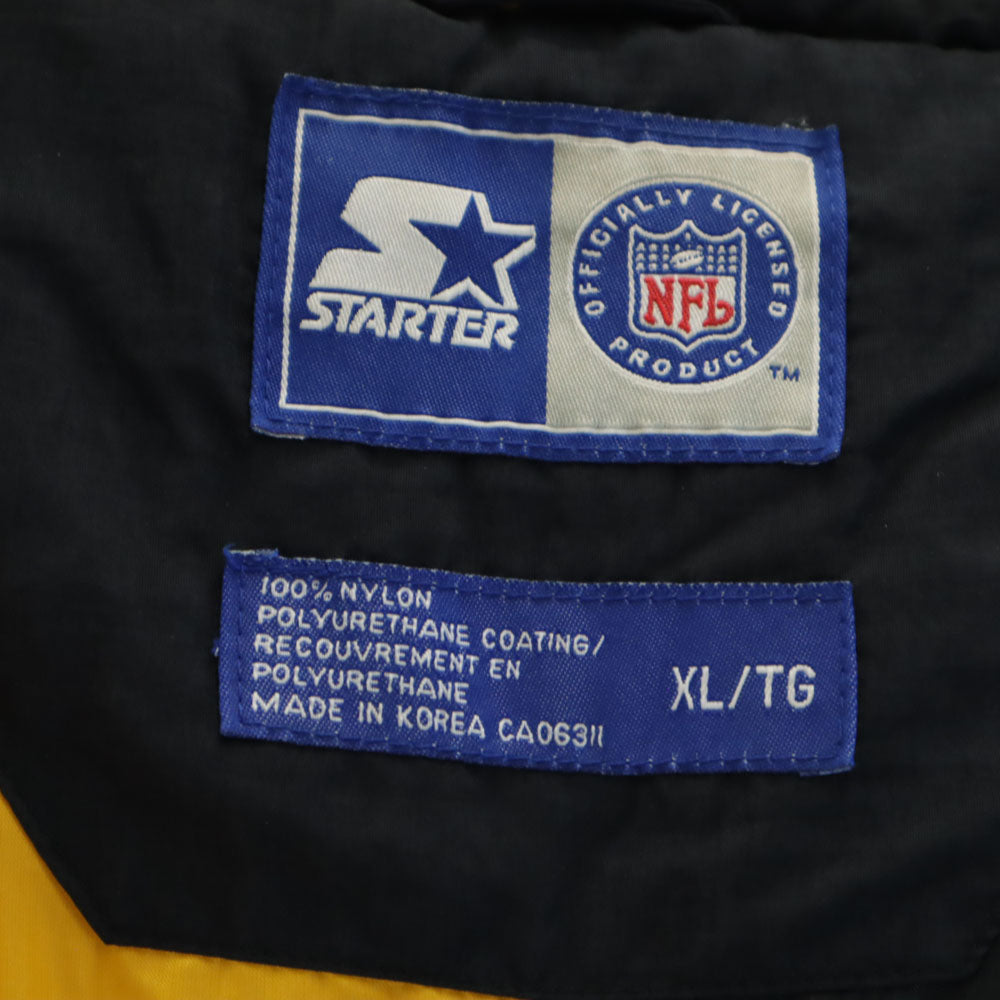 STARTER
OFFICIALLY LICENSED
NFL
PRODUCT
TM
100% NYLON
POLYURETHANE COATING/
RECOUVREMENT EN
POLYURETHANE
MADE IN KOREA CA06311
XL/TG